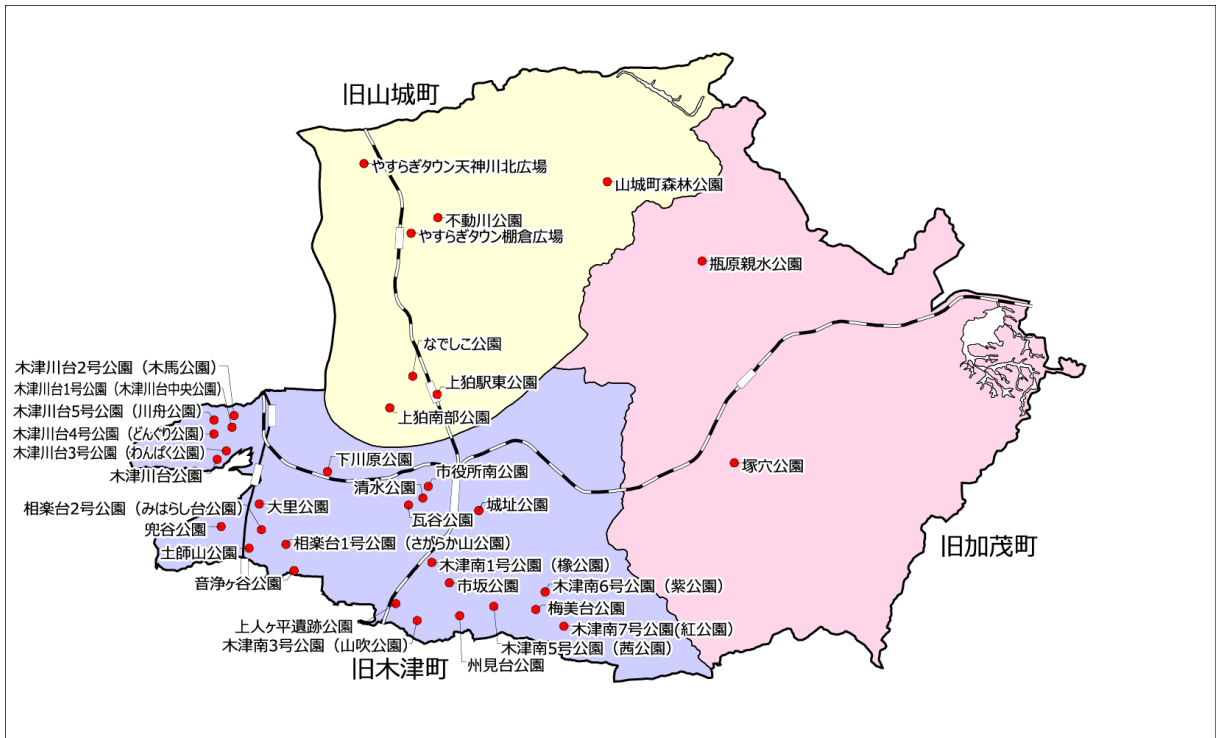 旧山城町
やすらぎタウン天神川北広場
山城町森林公園
不動川公園
やすらぎタウン棚倉広場
瓶原親水公園
なでしこ公園
木津川台2号公園（木馬公園）
木津川台1号公園（木津川台中央公園）
上狛駅東公園
木津川台5号公園（川舟公園）
上狛南部公園
木津川台4号公園（どんぐり公園）
木津川台3号公園（わんぱく公園）
下川原公園
塚穴公園
木津川台公園
市役所南公園
清水公園
相楽台2号公園（みはらし台公園）
大里公園
城址公園
瓦谷公園
兜谷公園
相楽台1号公園（さがらか山公園）
旧加茂町
土師山公園
木津南1号公園（橡公園）
音浄ヶ谷公園
市坂公園
木津南6号公園（紫公園）
梅美台公園
上人ヶ平遺跡公園
木津南7号公園(紅公園)
木津南3号公園（山吹公園）
木津南5号公園（茜公園）
州見台公園
旧木津町